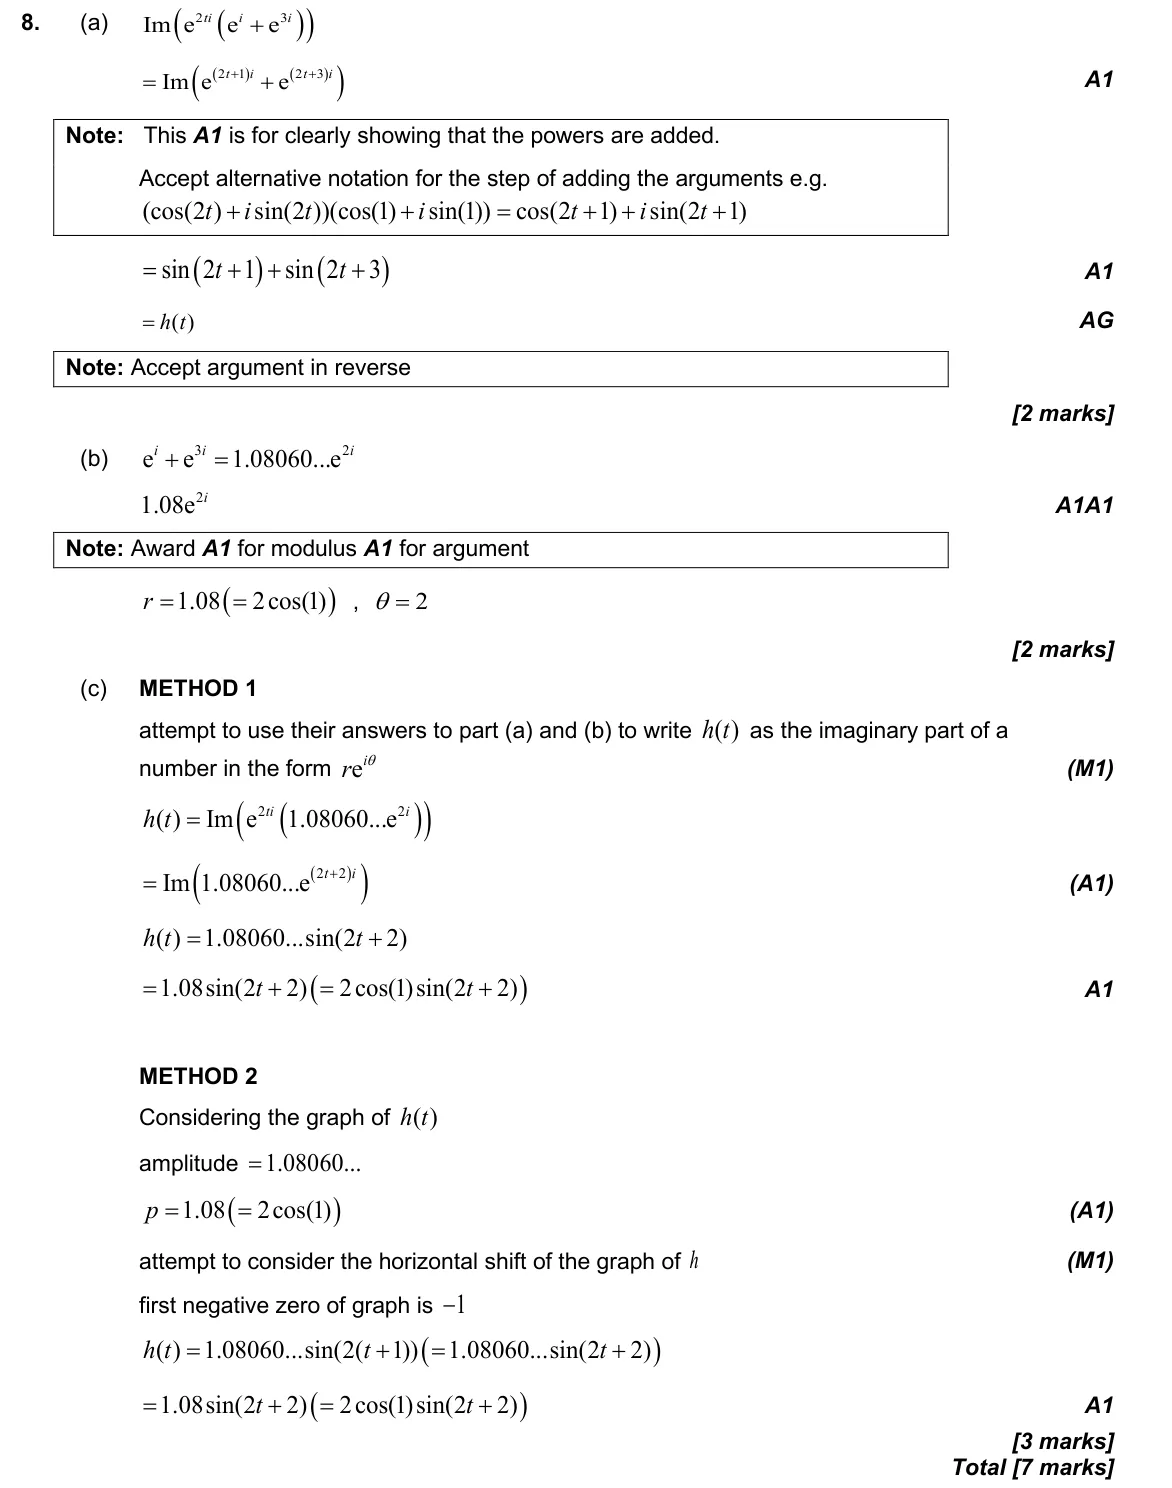 8. (a) Im(e^{2ti}(e^{i} + e^{3i}))
= Im(e^{(2t+1)i} + e^{(2t+3)i}) A1
Note: This A1 is for clearly showing that the powers are added.
Accept alternative notation for the step of adding the arguments e.g.
(cos(2t) + i sin(2t))(cos(1) + i sin(1)) = cos(2t + 1) + i sin(2t + 1)
= sin(2t + 1) + sin(2t + 3) A1
= h(t) AG
Note: Accept argument in reverse
[2 marks]
(b) e^{i} + e^{3i} = 1.08060...e^{2i}
1.08e^{2i} A1A1
Note: Award A1 for modulus A1 for argument
r = 1.08(= 2cos(1)) , θ = 2
[2 marks]
(c) METHOD 1
attempt to use their answers to part (a) and (b) to write h(t) as the imaginary part of a
number in the form re^{iθ} (M1)
h(t) = Im(e^{2ti}(1.08060...e^{2i}))
= Im(1.08060...e^{(2t+2)i}) (A1)
h(t) = 1.08060...sin(2t + 2)
= 1.08sin(2t + 2)(= 2cos(1)sin(2t + 2)) A1
METHOD 2
Considering the graph of h(t)
amplitude = 1.08060...
p = 1.08(= 2cos(1)) (A1)
attempt to consider the horizontal shift of the graph of h (M1)
first negative zero of graph is −1
h(t) = 1.08060...sin(2(t + 1))(= 1.08060...sin(2t + 2))
= 1.08sin(2t + 2)(= 2cos(1)sin(2t + 2)) A1
[3 marks]
Total [7 marks]